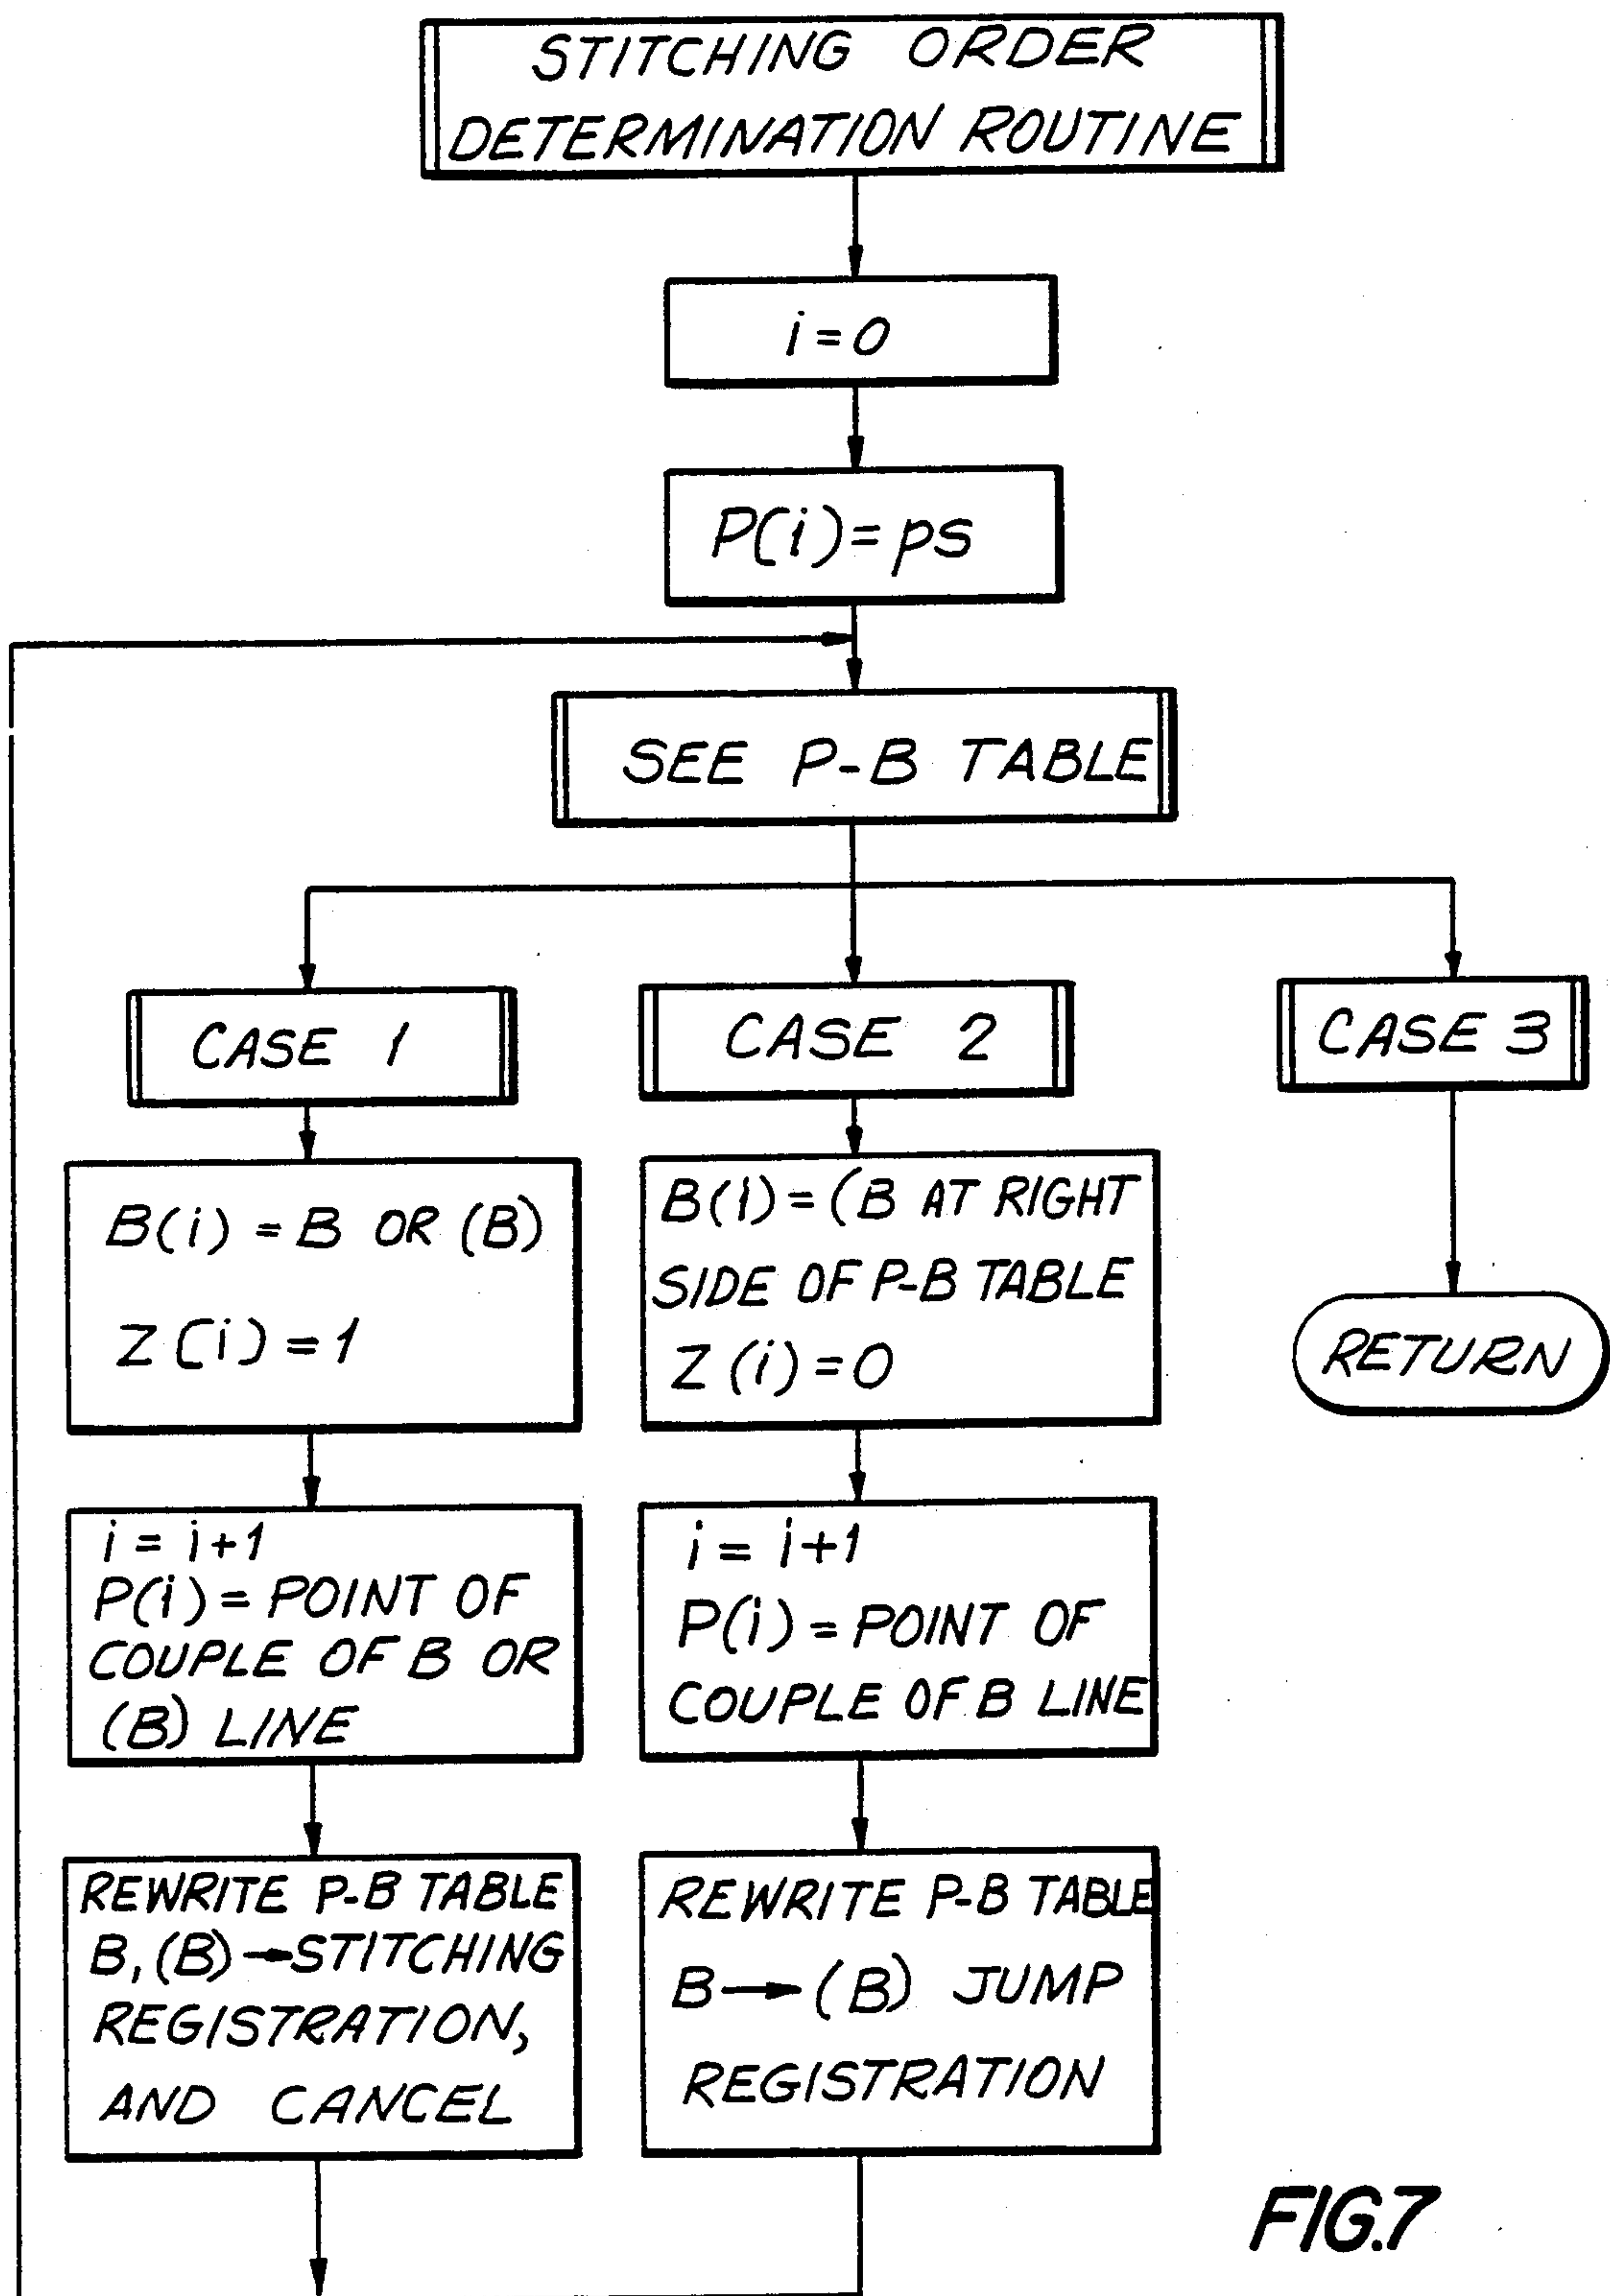 STITCHING ORDER
DETERMINATION ROUTINE
i = 0
P(i) = ps
SEE P-B TABLE
CASE 1
B(i) = B OR (B)
Z(i) = 1
i = i+1
P(i) = POINT OF
COUPLE OF B OR
(B) LINE
REWRITE P-B TABLE
B, (B) → STITCHING
REGISTRATION,
AND CANCEL
CASE 2
B(i) = (B AT RIGHT
SIDE OF P-B TABLE
Z(i) = 0
i = i+1
P(i) = POINT OF
COUPLE OF B LINE
REWRITE P-B TABLE
B → (B) JUMP
REGISTRATION
CASE 3
RETURN
FIG.7